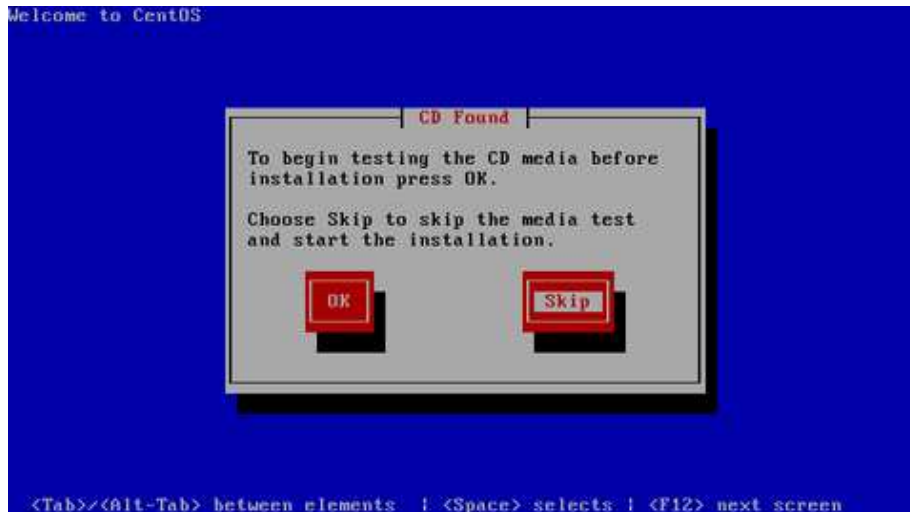 Welcome to CentOS
CD Found
To begin testing the CD media before
installation press OK.
Choose Skip to skip the media test
and start the installation.
OK Skip
<Tab>/<Alt-Tab> between elements | <Space> selects | <F12> next screen